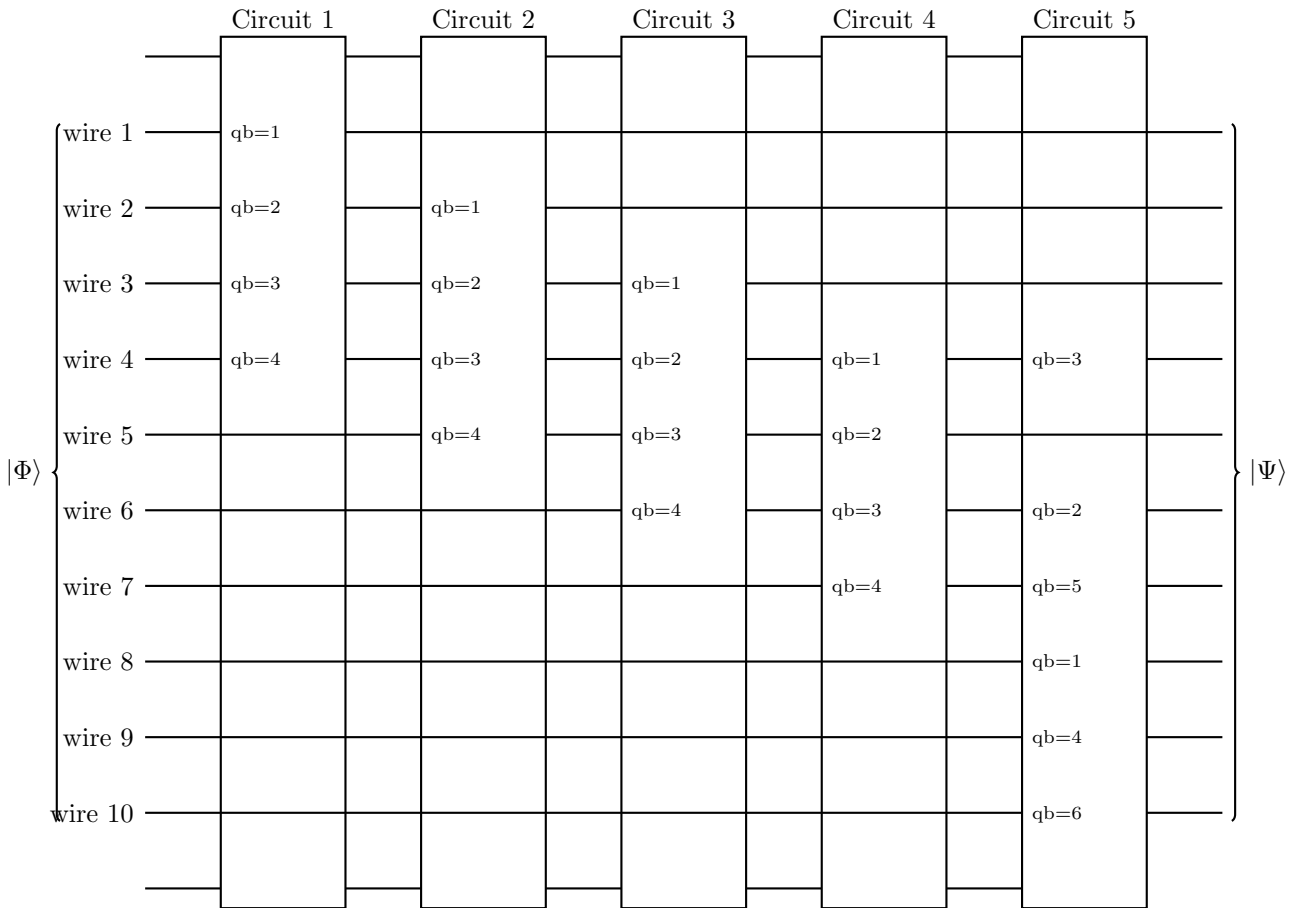 Circuit 1 Circuit 2 Circuit 3 Circuit 4 Circuit 5
wire 1 qb=1
wire 2 qb=2 qb=1
wire 3 qb=3 qb=2 qb=1
wire 4 qb=4 qb=3 qb=2 qb=1 qb=3
wire 5 qb=4 qb=3 qb=2
|Φ⟩ |Ψ⟩
wire 6 qb=4 qb=3 qb=2
wire 7 qb=4 qb=5
wire 8 qb=1
wire 9 qb=4
wire 10 qb=6